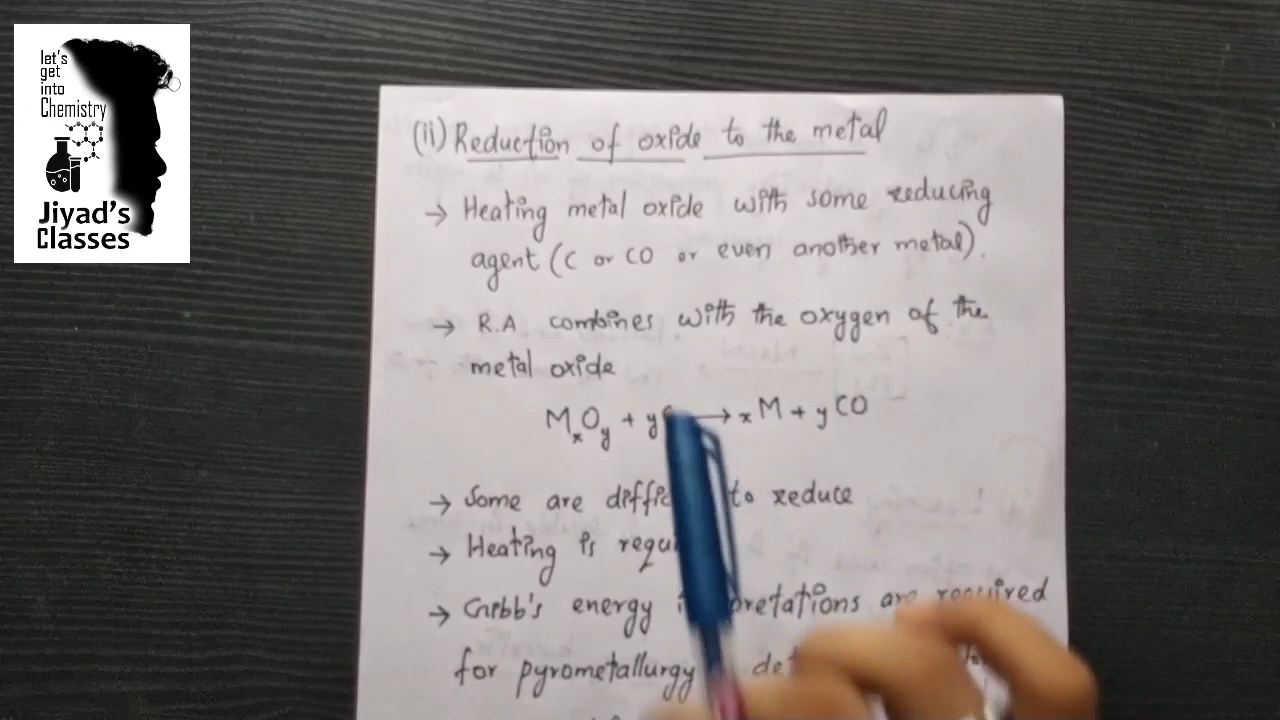 let's
get
into
Chemistry
Jiyad's
Classes
(ii) Reduction of oxide to the metal
→ Heating metal oxide with some reducing
agent (C or CO or even another metal).
→ R.A combines with the oxygen of the
metal oxide
MxOy + y → xM + yCO
→ Some are to reduce
→ Heating is
→ Gibb's energy are required
for pyrometallurgy